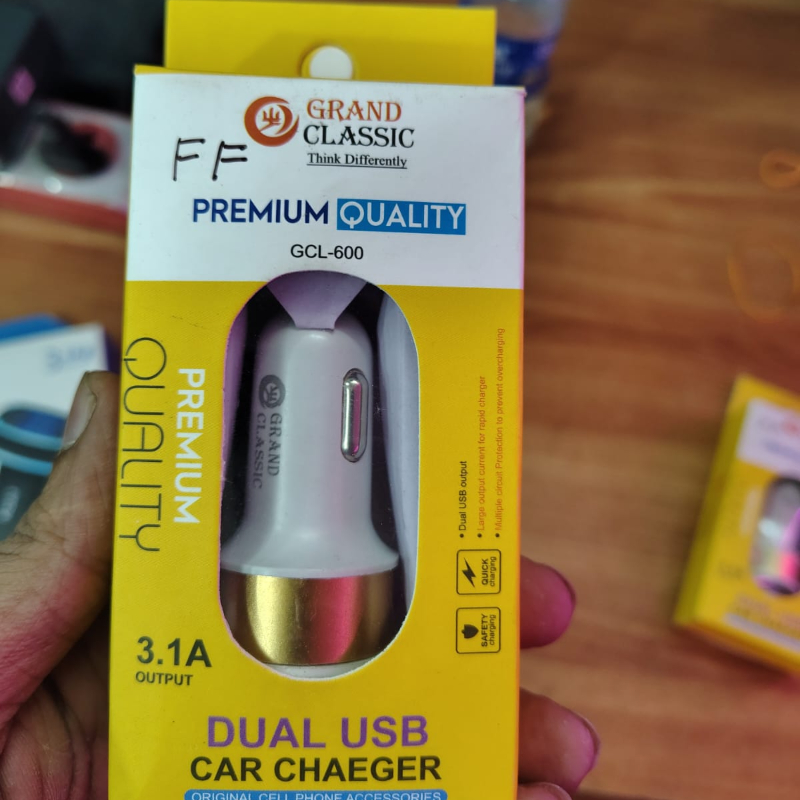 GRAND
CLASSIC
Think Differently
FF
PREMIUM QUALITY
GCL-600
PREMIUM
QUALITY
GRAND
CLASSIC
• Dual USB output
• Large output current for rapid charger
• Multiple circuit Protection to prevent overcharging
QUICK
charging
SAFETY
charging
3.1A
OUTPUT
DUAL USB
CAR CHAEGER
ORIGINAL CELL PHONE ACCESSORIES